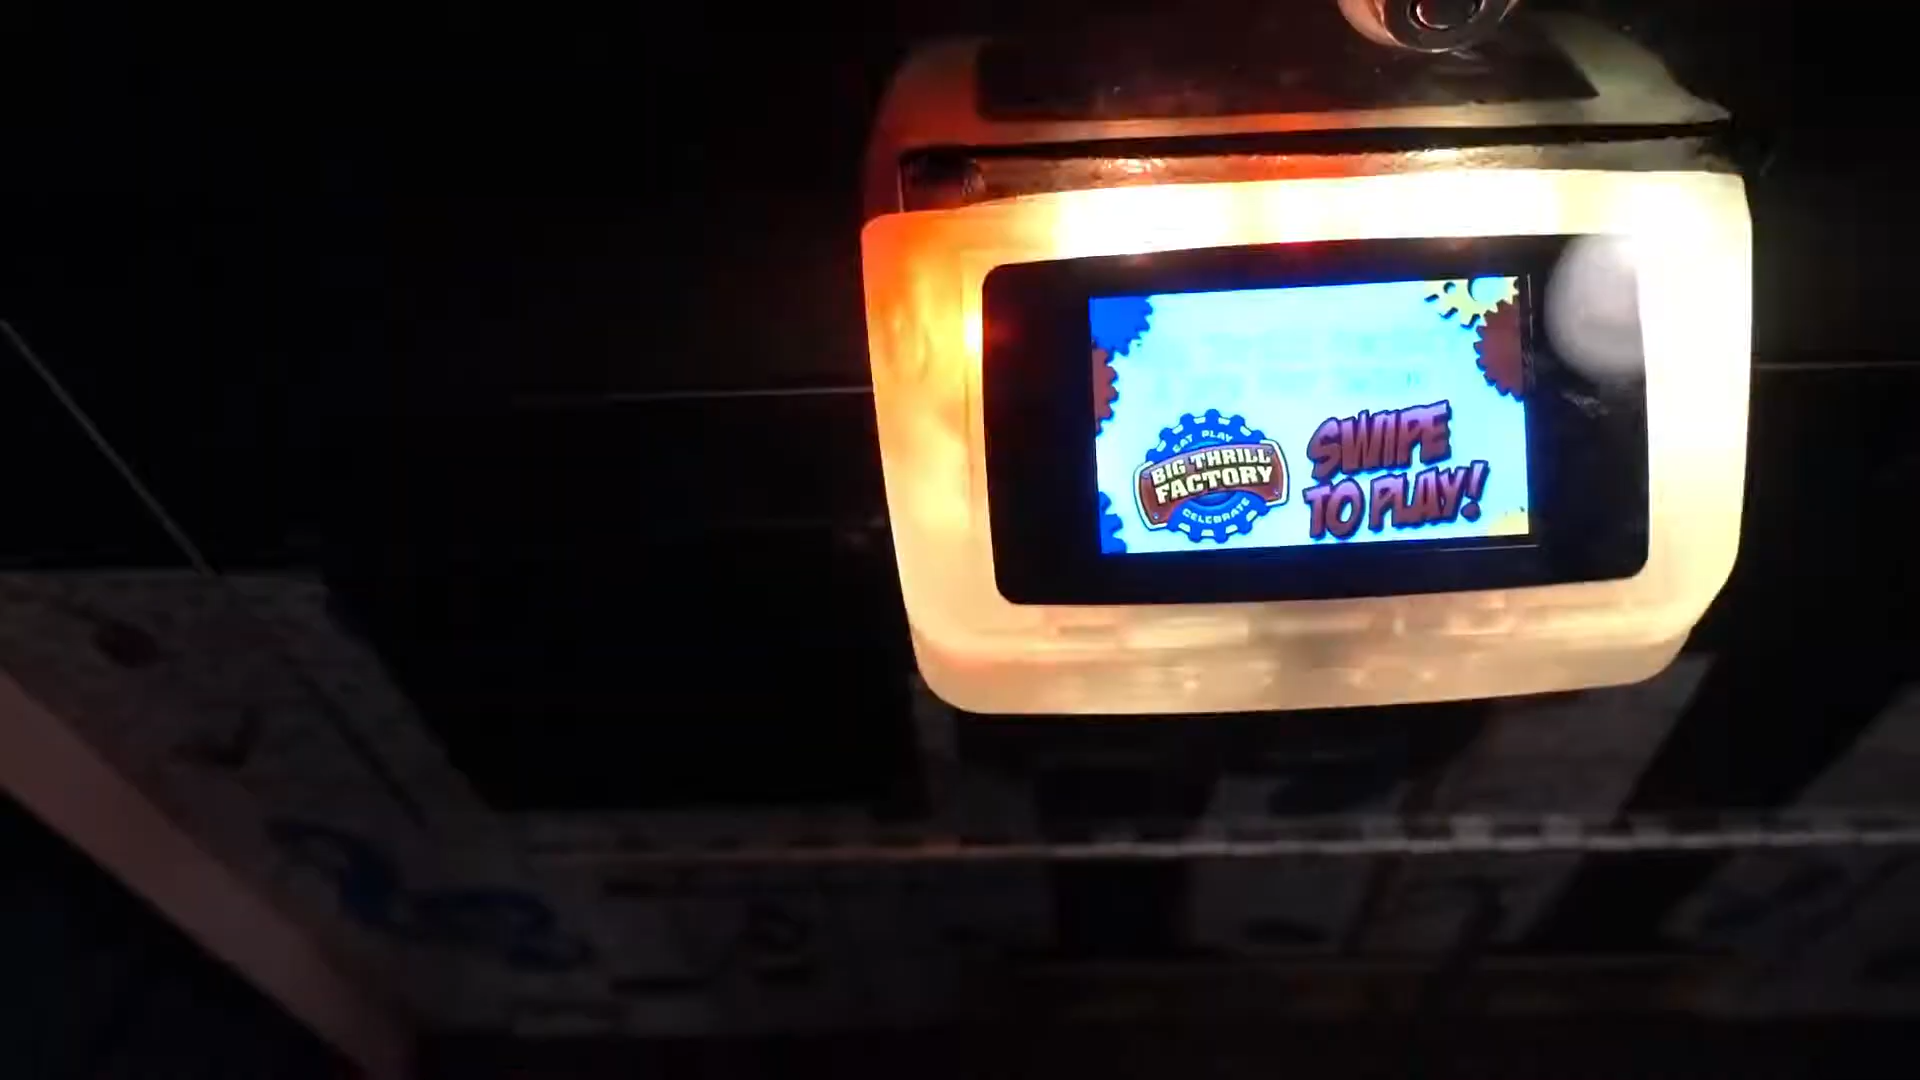 EAT PLAY
BIG THRILL
FACTORY
CELEBRATE
SWIPE
TO PLAY!